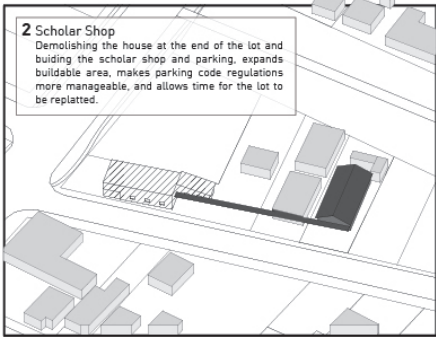 2 Scholar Shop
Demolishing the house at the end of the lot and
buiding the scholar shop and parking, expands
buildable area, makes parking code regulations
more manageable, and allows time for the lot to
be replatted.